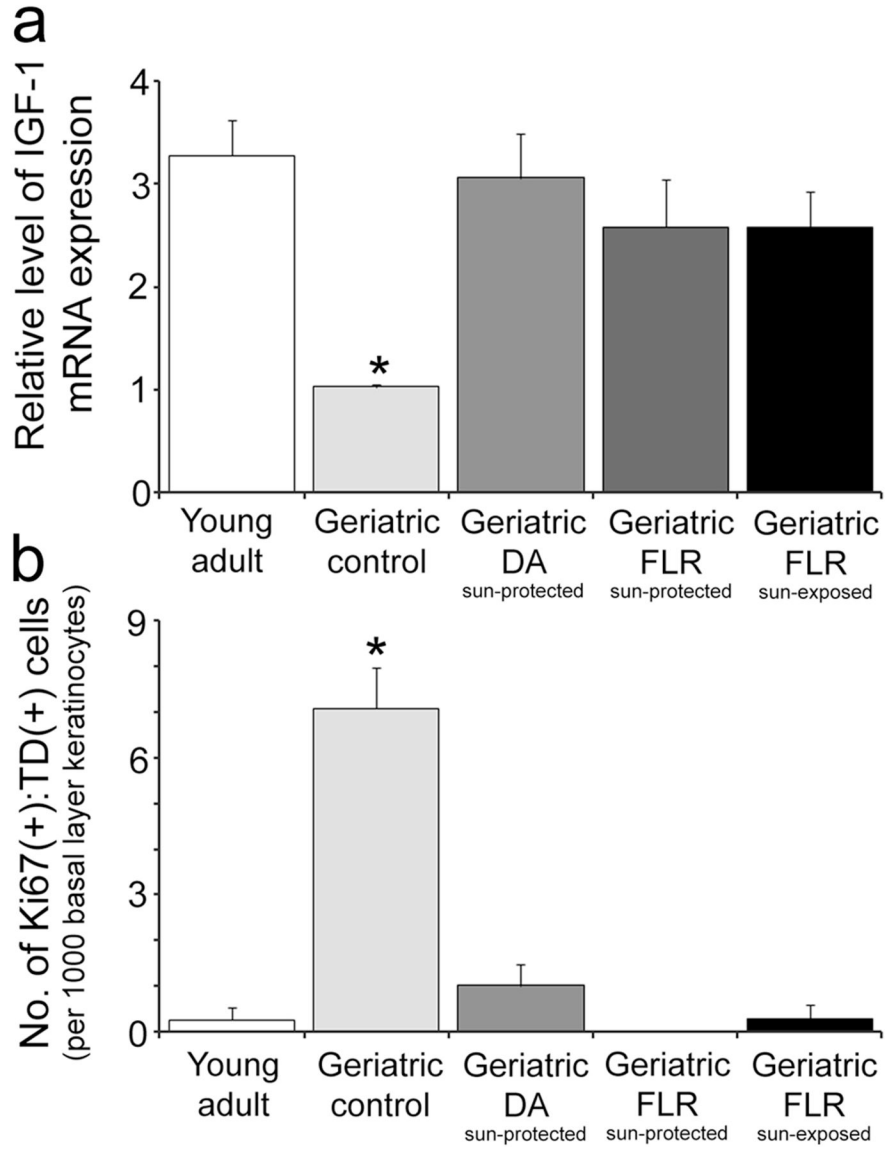 a
Relative level of IGF-1
mRNA expression
4
3
2
1
0
*
Young
adult
Geriatric
control
Geriatric
DA
sun-protected
Geriatric
FLR
sun-protected
Geriatric
FLR
sun-exposed
b
No. of Ki67(+):TD(+) cells
(per 1000 basal layer keratinocytes)
9
6
3
0
*
Young
adult
Geriatric
control
Geriatric
DA
sun-protected
Geriatric
FLR
sun-protected
Geriatric
FLR
sun-exposed